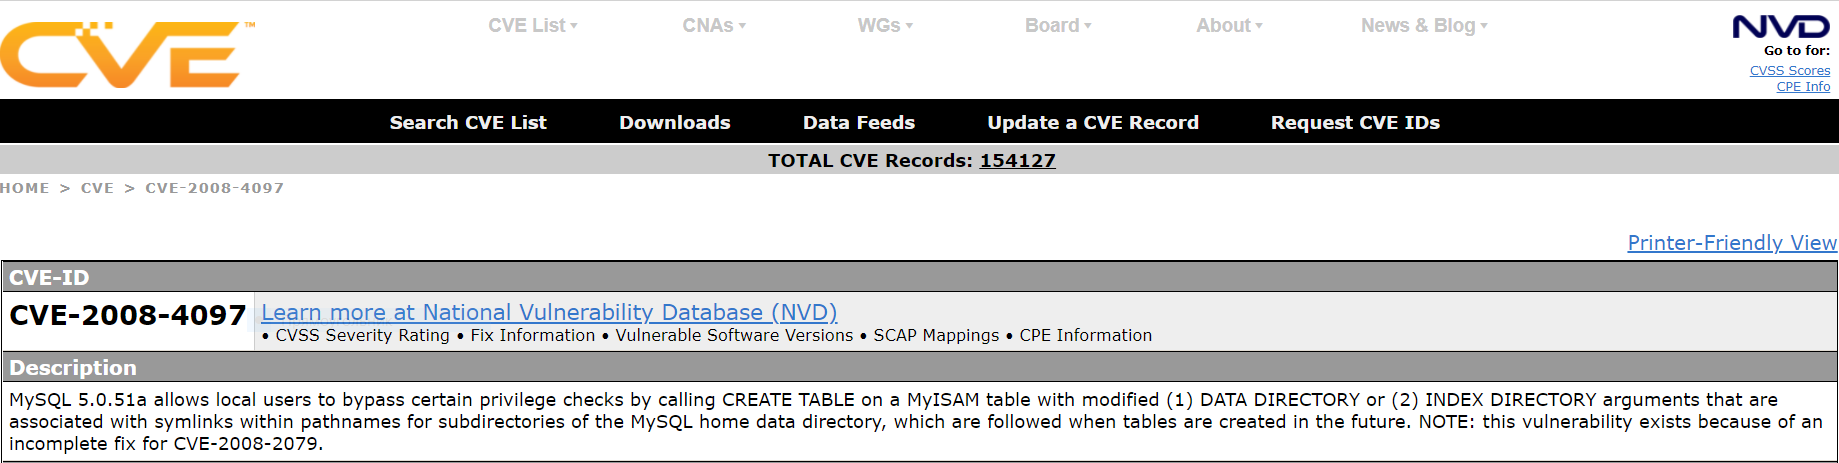 CVE™
CVE List▾ CNAs▾ WGs▾ Board▾ About▾ News & Blog▾
NVD
Go to for:
CVSS Scores
CPE Info
Search CVE List Downloads Data Feeds Update a CVE Record Request CVE IDs
TOTAL CVE Records: 154127
HOME > CVE > CVE-2008-4097
Printer-Friendly View
CVE-ID
CVE-2008-4097 Learn more at National Vulnerability Database (NVD)
• CVSS Severity Rating • Fix Information • Vulnerable Software Versions • SCAP Mappings • CPE Information
Description
MySQL 5.0.51a allows local users to bypass certain privilege checks by calling CREATE TABLE on a MyISAM table with modified (1) DATA DIRECTORY or (2) INDEX DIRECTORY arguments that are
associated with symlinks within pathnames for subdirectories of the MySQL home data directory, which are followed when tables are created in the future. NOTE: this vulnerability exists because of an
incomplete fix for CVE-2008-2079.